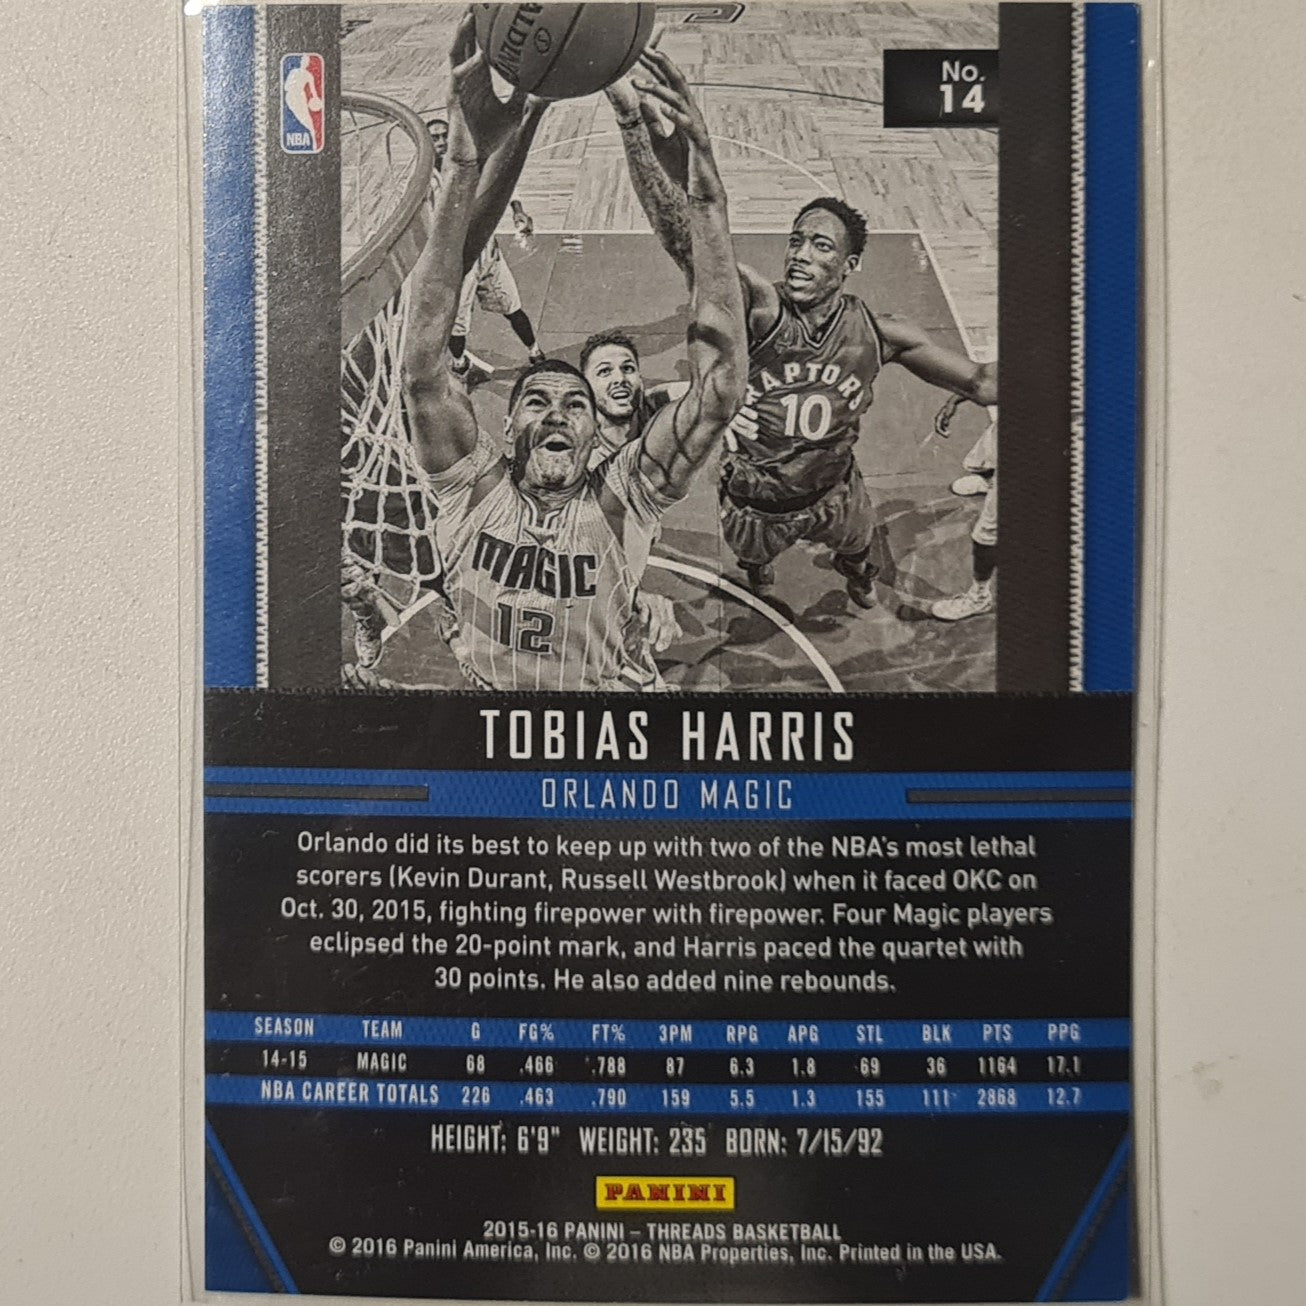 SPALDING
NBA
No.
14
RAPTORS
10
MAGIC
12
TOBIAS HARRIS
ORLANDO MAGIC
Orlando did its best to keep up with two of the NBA's most lethal
scorers (Kevin Durant, Russell Westbrook) when it faced OKC on
Oct. 30, 2015, fighting firepower with firepower. Four Magic players
eclipsed the 20-point mark, and Harris paced the quartet with
30 points. He also added nine rebounds.
SEASON TEAM G FG% FT% 3PM RPG APG STL BLK PTS PPG
14-15 MAGIC 68 .466 .788 87 6.3 1.8 69 36 1164 17.1
NBA CAREER TOTALS 226 .463 .790 159 5.5 1.3 155 111 2868 12.7
HEIGHT: 6'9" WEIGHT: 235 BORN: 7/15/92
PANINI
2015-16 PANINI – THREADS BASKETBALL
© 2016 Panini America, Inc. © 2016 NBA Properties, Inc. Printed in the USA.